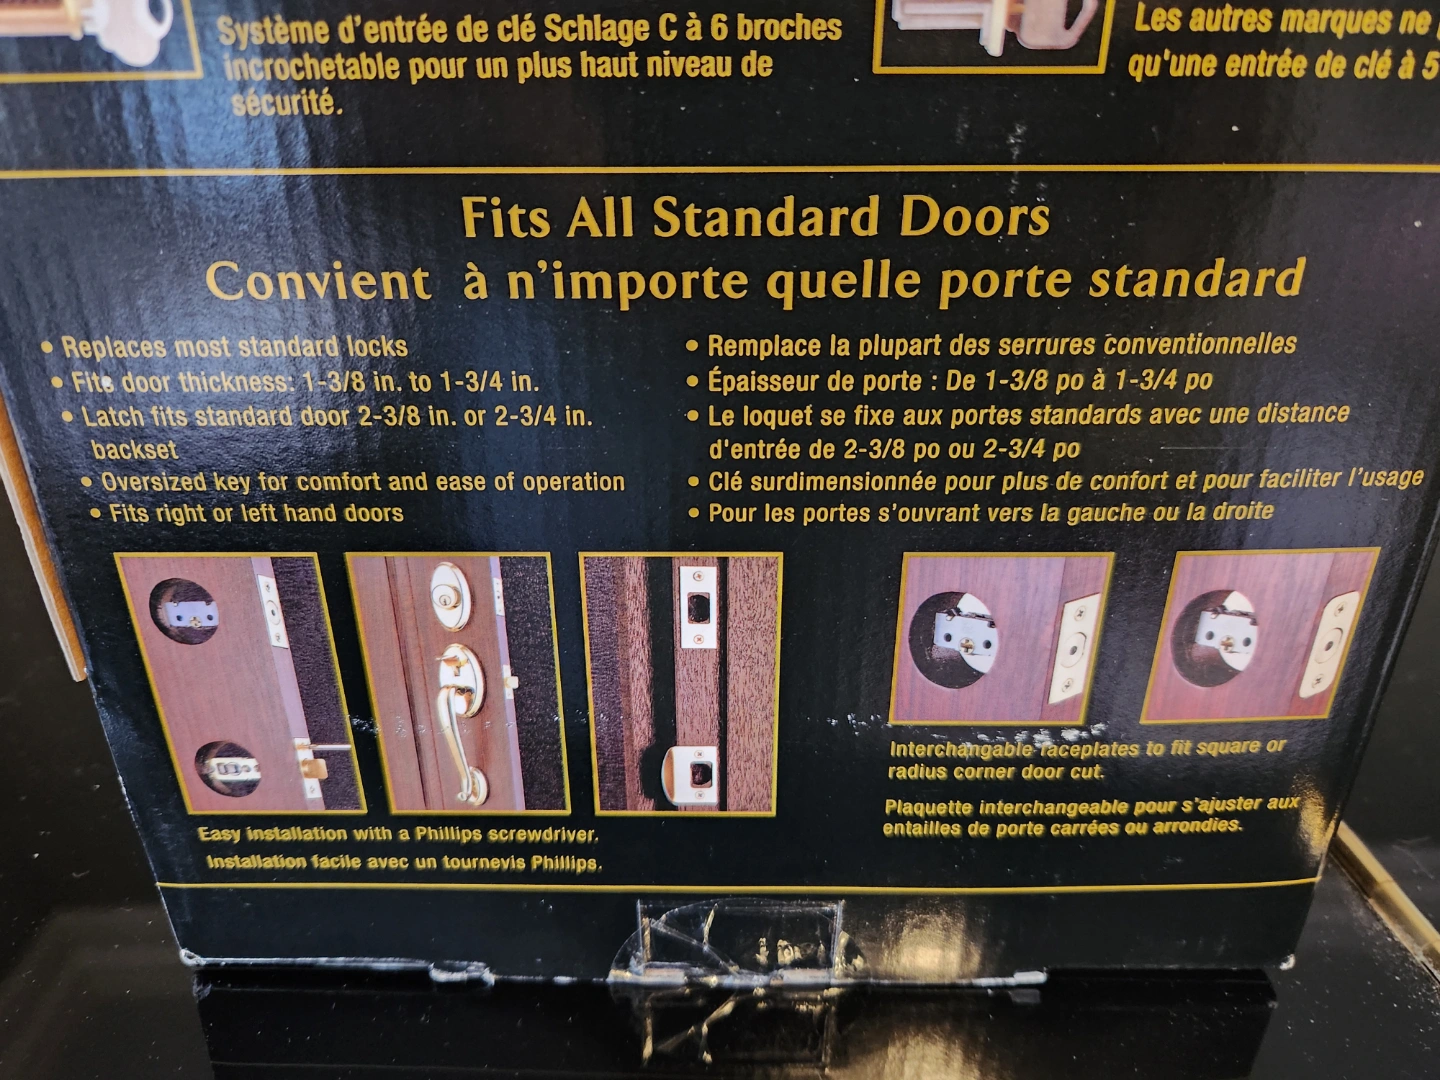 Système d'entrée de clé Schlage C à 6 broches
incrochetable pour un plus haut niveau de
sécurité.
Les autres marques ne
qu'une entrée de clé à 5
Fits All Standard Doors
Convient à n'importe quelle porte standard
• Replaces most standard locks
• Fits door thickness: 1-3/8 in. to 1-3/4 in.
• Latch fits standard door 2-3/8 in. or 2-3/4 in.
backset
• Oversized key for comfort and ease of operation
• Fits right or left hand doors
• Remplace la plupart des serrures conventionnelles
• Épaisseur de porte : De 1-3/8 po à 1-3/4 po
• Le loquet se fixe aux portes standards avec une distance
d'entrée de 2-3/8 po ou 2-3/4 po
• Clé surdimensionnée pour plus de confort et pour faciliter l'usage
• Pour les portes s'ouvrant vers la gauche ou la droite
Easy installation with a Phillips screwdriver.
Installation facile avec un tournevis Phillips.
Interchangable faceplates to fit square or
radius corner door cut.
Plaquette interchangeable pour s'ajuster aux
entailles de porte carrées ou arrondies.